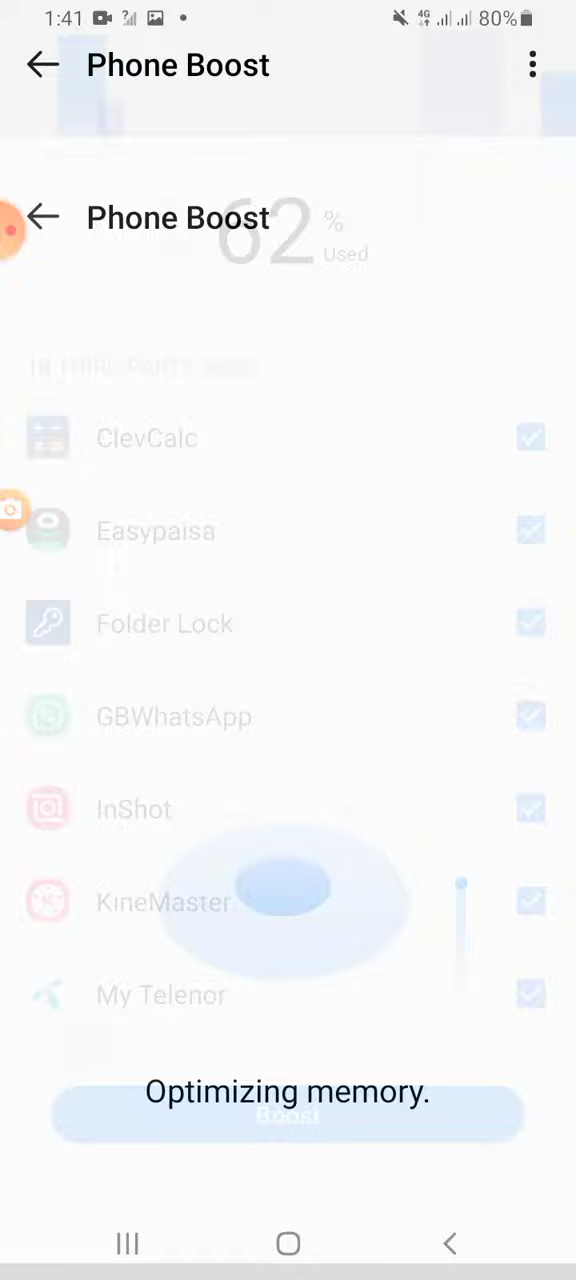 1:41 4G 80%
Phone Boost
Phone Boost
62 %
Used
ClevCalc
Easypaisa
Folder Lock
GBWhatsApp
InShot
KineMaster
My Telenor
Optimizing memory.
Boost